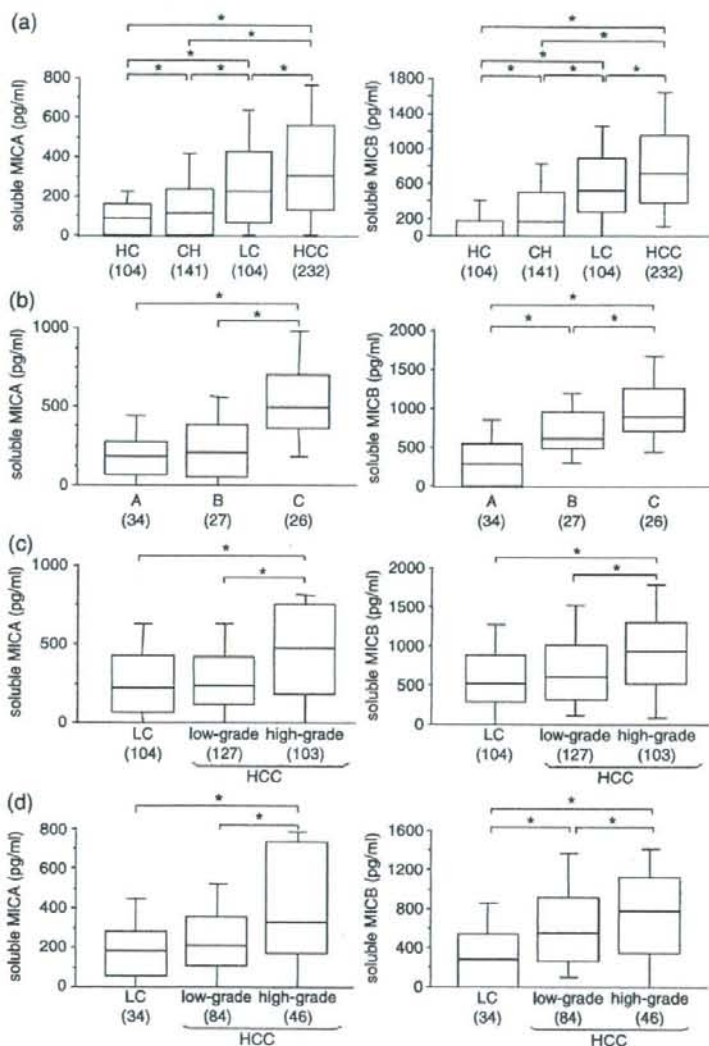 (a)
* *
* *
* *
* * * * * *
soluble MICA (pg/ml) soluble MICB (pg/ml)
800 1800
600 1400
400 1000
200 600
0 200
0
HC CH LC HCC HC CH LC HCC
(104) (141) (104) (232) (104) (141) (104) (232)
(b)
* *
* * *
soluble MICA (pg/ml) soluble MICB (pg/ml)
1000 2000
500 1500
0 1000
500
0
A B C A B C
(34) (27) (26) (34) (27) (26)
(c)
* *
* *
soluble MICA (pg/ml) soluble MICB (pg/ml)
1000 2000
500 1500
0 1000
500
0
LC low-grade high-grade LC low-grade high-grade
(104) (127) (103) (104) (127) (103)
HCC HCC
(d)
* *
* * *
soluble MICA (pg/ml) soluble MICB (pg/ml)
800 1600
600 1200
400 800
200 400
0 0
LC low-grade high-grade LC low-grade high-grade
(34) (84) (46) (34) (84) (46)
HCC HCC